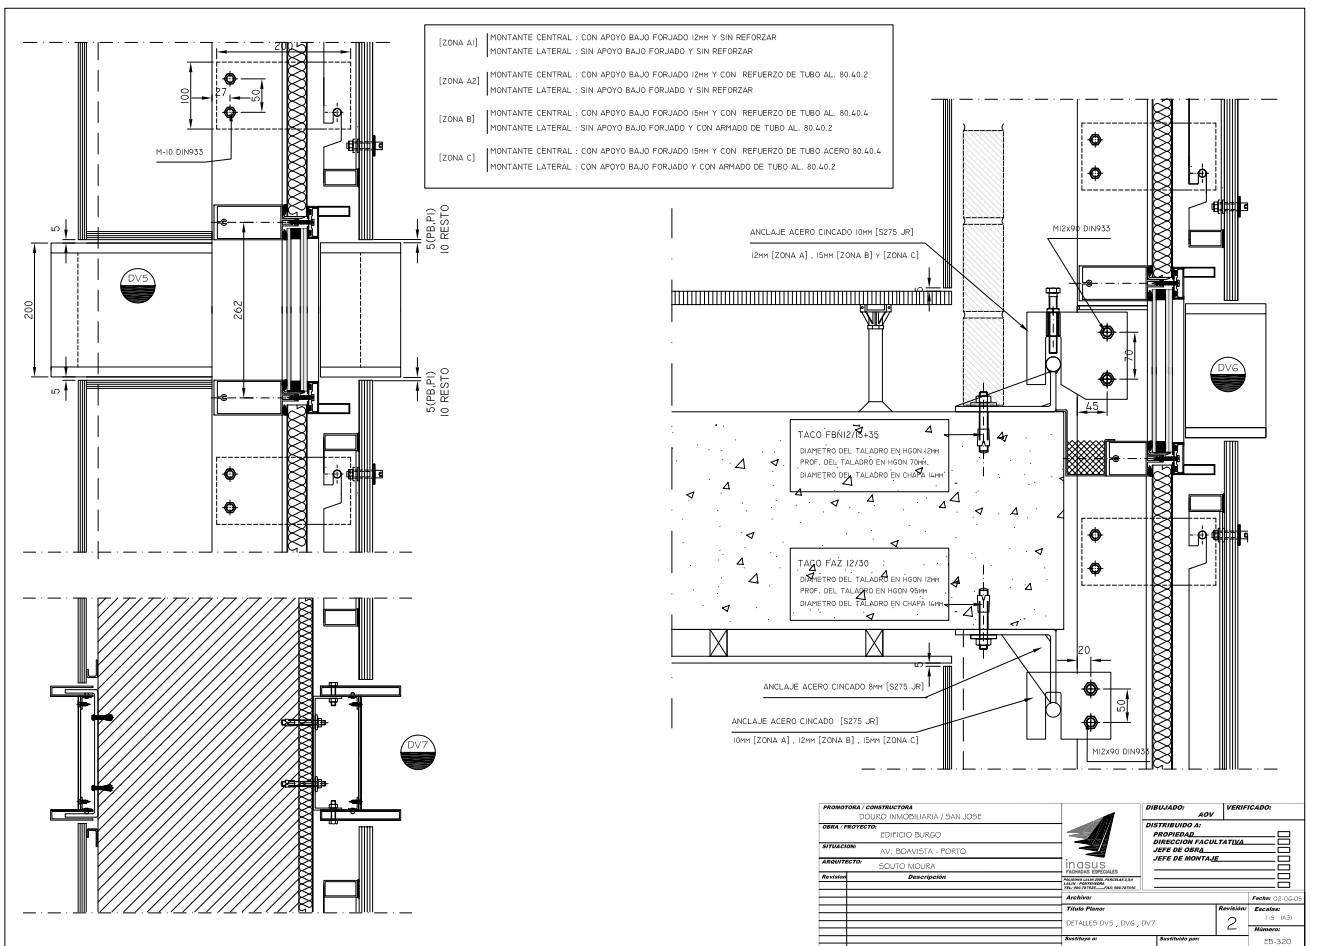 [ZONA A1] MONTANTE CENTRAL : CON APOYO BAJO FORJADO 12MM Y SIN REFORZAR
MONTANTE LATERAL : SIN APOYO BAJO FORJADO Y SIN REFORZAR
[ZONA A2] MONTANTE CENTRAL : CON APOYO BAJO FORJADO 12MM Y CON REFUERZO DE TUBO AL. 80.40.2
MONTANTE LATERAL : SIN APOYO BAJO FORJADO Y SIN REFORZAR
[ZONA B] MONTANTE CENTRAL : CON APOYO BAJO FORJADO 15MM Y CON REFUERZO DE TUBO AL. 80.40.4
MONTANTE LATERAL : SIN APOYO BAJO FORJADO Y CON ARMADO DE TUBO AL. 80.40.2
[ZONA C] MONTANTE CENTRAL : CON APOYO BAJO FORJADO 15MM Y CON REFUERZO DE TUBO ACERO 80.40.4
MONTANTE LATERAL : CON APOYO BAJO FORJADO Y CON ARMADO DE TUBO AL. 80.40.2
200
100
27
50
M-10 DIN933
5
5(PB,P1)
10 RESTO
DV5
200
262
5
5(PB,P1)
10 RESTO
DV7
ANCLAJE ACERO CINCADO 10MM [S275 JR]
12MM [ZONA A] , 15MM [ZONA B] Y [ZONA C]
M12x90 DIN933
5
70
45
DV6
TACO FBN12/15+35
DIAMETRO DEL TALADRO EN HGON 12MM
PROF. DEL TALADRO EN HGON 70MM.
DIAMETRO DEL TALADRO EN CHAPA 14MM
TACO FAZ 12/30
DIAMETRO DEL TALADRO EN HGON 12MM
PROF. DEL TALADRO EN HGON 95MM
DIAMETRO DEL TALADRO EN CHAPA 14MM
5
20
50
ANCLAJE ACERO CINCADO 8MM [S275 JR]
ANCLAJE ACERO CINCADO [S275 JR]
10MM [ZONA A] , 12MM [ZONA B] , 15MM [ZONA C]
M12x90 DIN933
PROMOTORA / CONSTRUCTORA
DOURO INMOBILIARIA / SAN JOSE
OBRA / PROYECTO:
EDIFICIO BURGO
SITUACION:
AV. BOAVISTA - PORTO
ARQUITECTO:
SOUTO MOURA
Revision Descripción
inasus
FACHADAS ESPECIALES
DIBUJADO: AOV
VERIFICADO:
DISTRIBUIDO A:
PROPIEDAD
DIRECCION FACULTATIVA
JEFE DE OBRA
JEFE DE MONTAJE
Archivo:
Fecha: 02-06-05
Titulo Plano:
DETALLES DV5 , DV6 , DV7
Revisión:
2
Escalas:
1:5 (A3)
Número:
EB-320
Sustituye a:
Sustituido por: